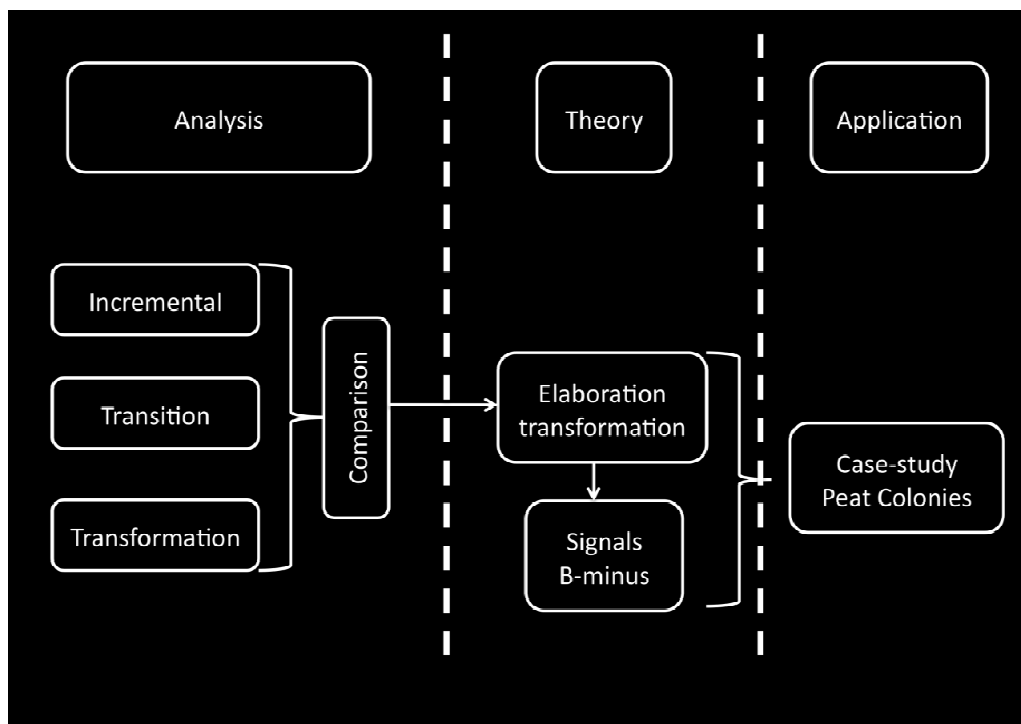 Analysis
Theory
Application
Incremental
Transition
Transformation
Comparison
Elaboration
transformation
Signals
B-minus
Case-study
Peat Colonies